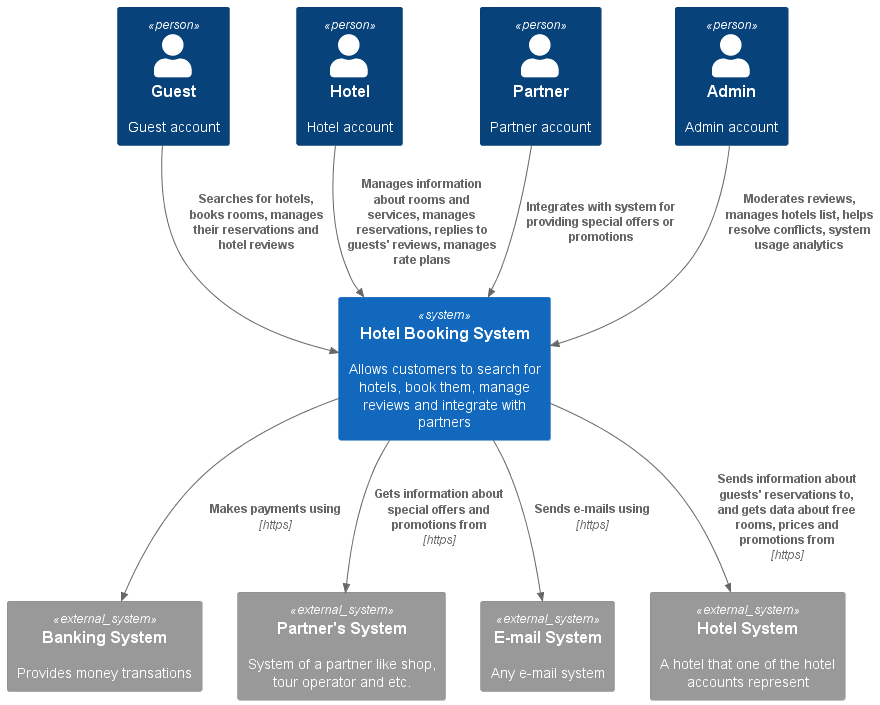 «person»
Guest
Guest account
«person»
Hotel
Hotel account
«person»
Partner
Partner account
«person»
Admin
Admin account
Searches for hotels,
books rooms, manages
their reservations and
hotel reviews
Manages information
about rooms and
services, manages
reservations, replies to
guests' reviews, manages
rate plans
Integrates with system for
providing special offers or
promotions
Moderates reviews,
manages hotels list, helps
resolve conflicts, system
usage analytics
«system»
Hotel Booking System
Allows customers to search for
hotels, book them, manage
reviews and integrate with
partners
Makes payments using
[https]
Gets information about
special offers and
promotions from
[https]
Sends e-mails using
[https]
Sends information about
guests' reservations to,
and gets data about free
rooms, prices and
promotions from
[https]
«external_system»
Banking System
Provides money transations
«external_system»
Partner's System
System of a partner like shop,
tour operator and etc.
«external_system»
E-mail System
Any e-mail system
«external_system»
Hotel System
A hotel that one of the hotel
accounts represent